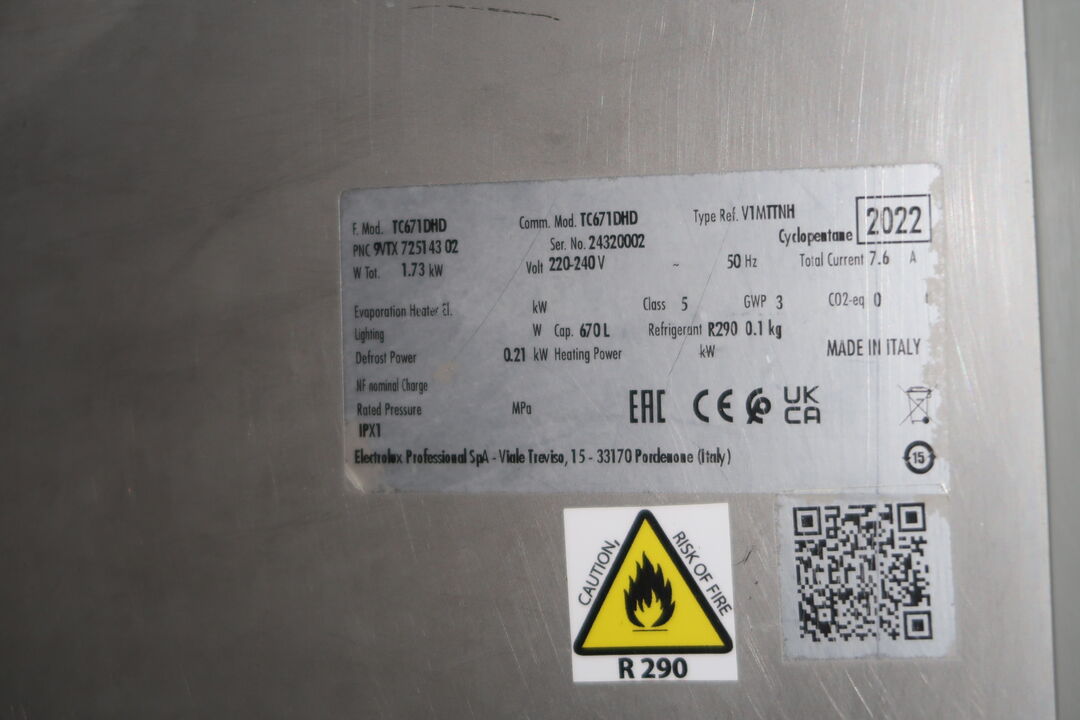 F. Mod. TC671DHD Comm. Mod. TC671DHD Type Ref. V1MTTNH 2022
PNC 9VTX 725143 02 Ser. No. 24320002 Cyclopentane
W Tot. 1.73 kW Volt 220-240 V ~ 50 Hz Total Current 7.6 A
Evaporation Heater El. kW Class 5 GWP 3 CO2-eq 0 t
Lighting W Cap. 670 L Refrigerant R290 0.1 kg
Defrost Power 0.21 kW Heating Power kW MADE IN ITALY
NF nominal Charge
Rated Pressure MPa EAC CE UK CA
IPX1
Electrolux Professional SpA - Viale Treviso, 15 - 33170 Pordenone (Italy) 15
CAUTION, RISK OF FIRE
R 290